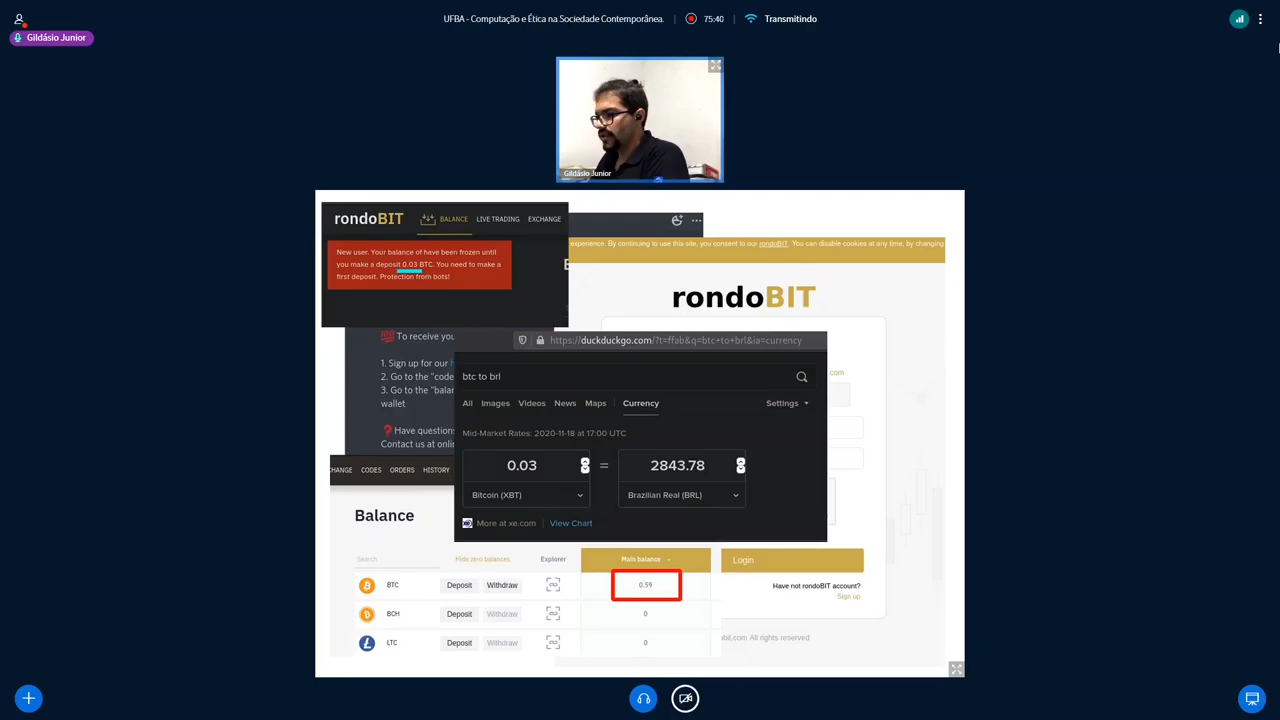 UFBA - Computação e Ética na Sociedade Contemporânea.
75:40
Transmitindo
Gildásio Junior
Gildásio Junior
rondoBIT
BALANCE
LIVE TRADING
EXCHANGE
New user. Your balance of have been frozen until
you make a deposit 0.03 BTC. You need to make a
first deposit. Protection from bots!
experience. By continuing to use this site, you consent to our rondoBIT. You can disable cookies at any time, by changing
rondoBIT
To receive you
1. Sign up for our
2. Go to the "code
3. Go to the "balan
wallet
Have questions
Contact us at onlin
https://duckduckgo.com/?t=ffab&q=btc+to+brl&ia=currency
btc to brl
All
Images
Videos
News
Maps
Currency
Settings
Mid-Market Rates: 2020-11-18 at 17:00 UTC
0.03
=
2843.78
Bitcoin (XBT)
Brazilian Real (BRL)
More at xe.com
View Chart
.com
HANGE
CODES
ORDERS
HISTORY
Balance
Search
Hide zero balances
Explorer
Main balance
BTC
Deposit
Withdraw
0.59
BCH
Deposit
Withdraw
0
LTC
Deposit
Withdraw
0
Login
Have not rondoBIT account?
Sign up
bit.com All rights reserved